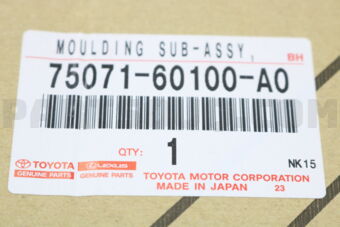 MOULDING SUB-ASSY,
BH
75071-60100-A0
QTY: 1
NK15
TOYOTA
GENUINE PARTS
LEXUS
GENUINE PARTS
TOYOTA MOTOR CORPORATION
MADE IN JAPAN 23